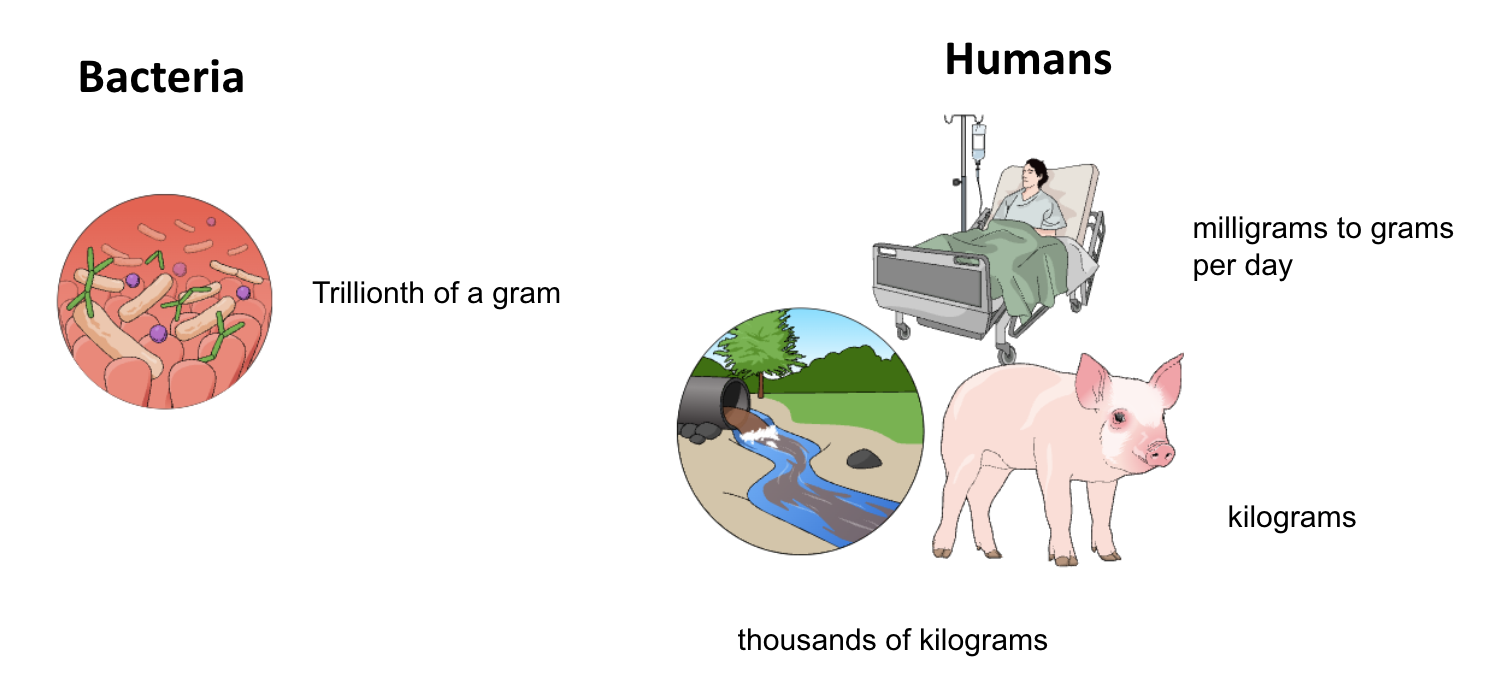 Bacteria
Humans
Trillionth of a gram
milligrams to grams
per day
kilograms
thousands of kilograms